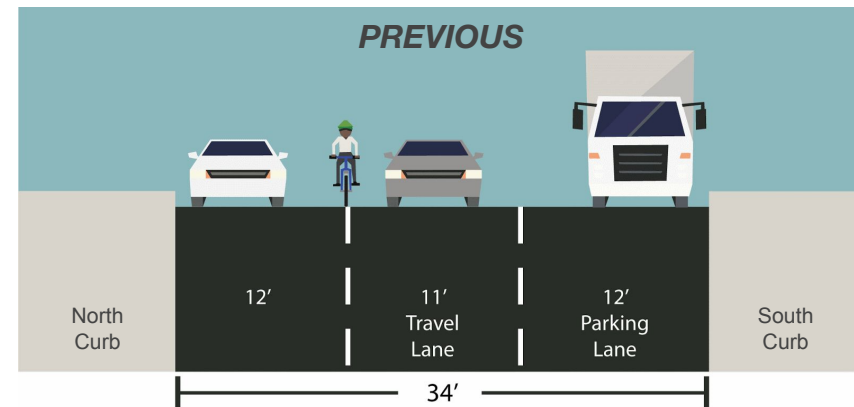 PREVIOUS
12′
11′
Travel
Lane
12′
Parking
Lane
North
Curb
South
Curb
34′